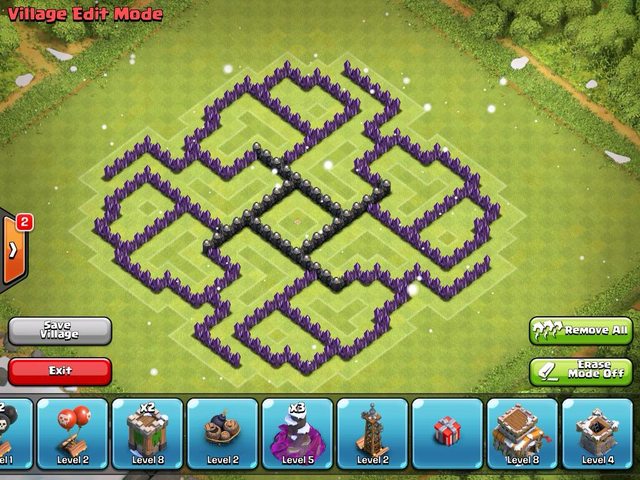 Village Edit Mode
2
Save
Village
Exit
Remove All
Erase
Mode Off
X2
X3
Level 2
Level 8
Level 2
Level 5
Level 2
Level 8
Level 4